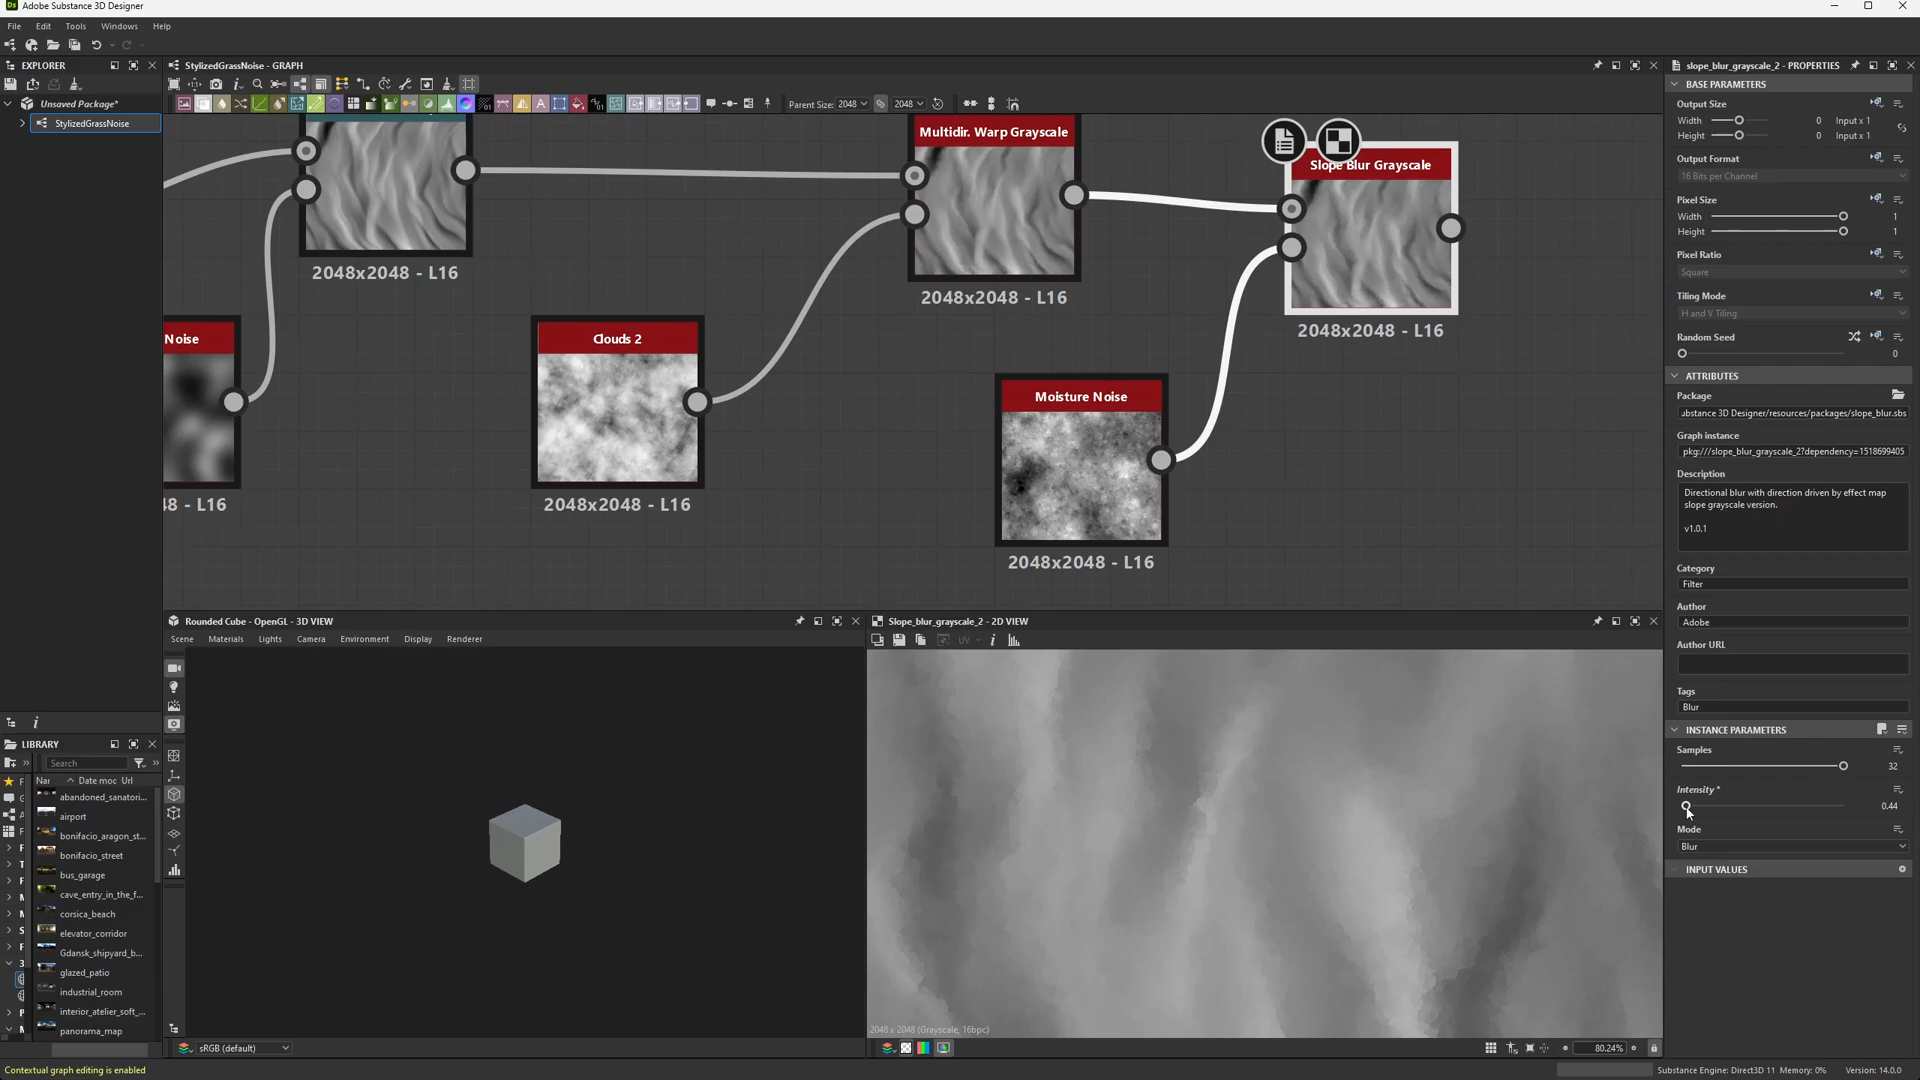 Adobe Substance 3D Designer
File Edit Tools Windows Help
EXPLORER
Unsaved Package*
StylizedGrassNoise
StylizedGrassNoise - GRAPH
Parent Size: 2048 2048
2048x2048 - L16
Multidir. Warp Grayscale
2048x2048 - L16
Slope Blur Grayscale
2048x2048 - L16
Noise
48 - L16
Clouds 2
2048x2048 - L16
Moisture Noise
2048x2048 - L16
Rounded Cube - OpenGL - 3D VIEW
Scene Materials Lights Camera Environment Display Renderer
sRGB (default)
Slope_blur_grayscale_2 - 2D VIEW
UV
2048 x 2048 (Grayscale, 16bpc)
80.24%
LIBRARY
Search
Nar Date moc Url
abandoned_sanatori...
airport
bonifacio_aragon_st...
bonifacio_street
bus_garage
cave_entry_in_the_f...
corsica_beach
elevator_corridor
Gdansk_shipyard_b...
glazed_patio
industrial_room
interior_atelier_soft_...
panorama_map
slope_blur_grayscale_2 - PROPERTIES
BASE PARAMETERS
Output Size
Width 0 Input x 1
Height 0 Input x 1
Output Format
16 Bits per Channel
Pixel Size
Width 1
Height 1
Pixel Ratio
Square
Tiling Mode
H and V Tiling
Random Seed
0
ATTRIBUTES
Package
ubstance 3D Designer/resources/packages/slope_blur.sbs
Graph instance
pkg:///slope_blur_grayscale_2?dependency=1518699405
Description
Directional blur with direction driven by effect map
slope grayscale version.
v1.0.1
Category
Filter
Author
Adobe
Author URL
Tags
Blur
INSTANCE PARAMETERS
Samples
32
Intensity *
0.44
Mode
Blur
INPUT VALUES
Contextual graph editing is enabled
Substance Engine: Direct3D 11 Memory: 0% Version: 14.0.0